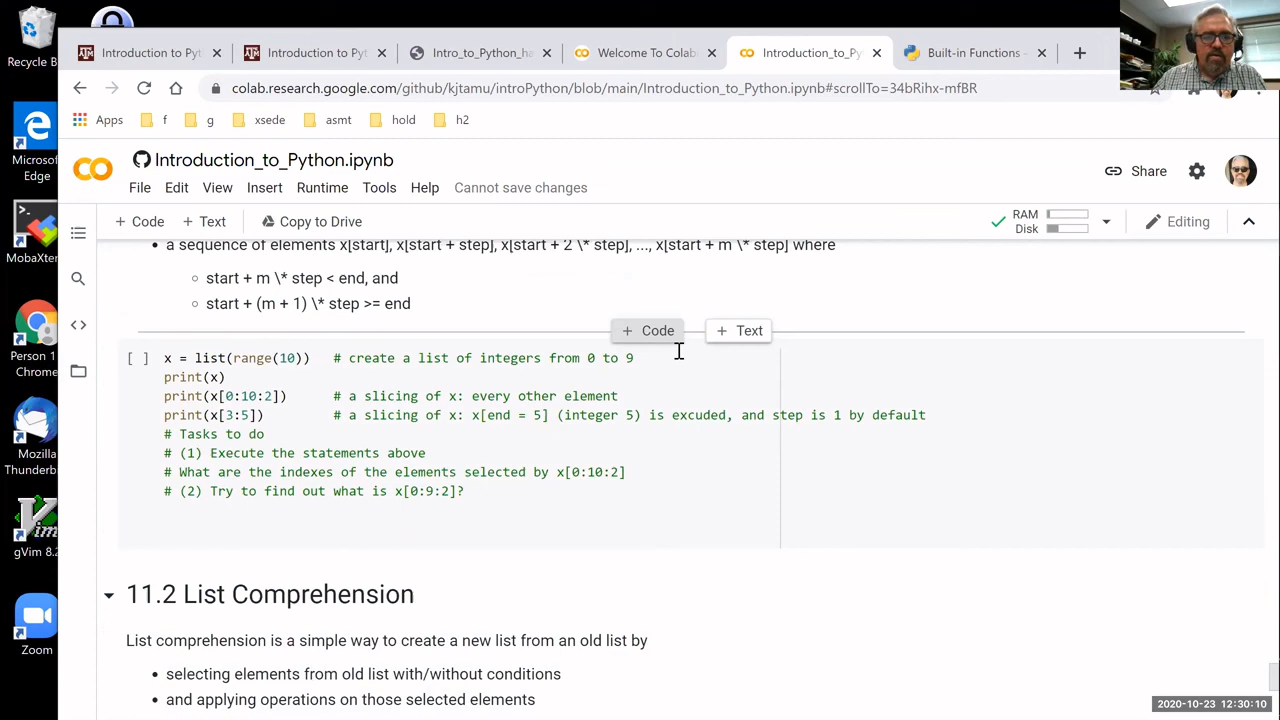 Recycle B
Introduction to Pyt
Introduction to Pyt
ntro_to_Python
Welcome To Colab
Introduction_to_Py
Built-in Functions
colab.research.google.com/github/kjtamu/introPython/blob/main/Introduction_to_Python.ipynb#scrollTo=34bRihx-mfBR
Apps f g xsede asmt hold h2
Microsof
Edge
Introduction_to_Python.ipynb
Share
File Edit View Insert Runtime Tools Help Cannot save changes
+ Code + Text Copy to Drive
RAM
Disk
Editing
MobaXter
• a sequence of elements x[start], x[start + step], x[start + 2 \* step], ..., x[start + m \* step] where
start + m \* step < end, and
start + (m + 1) \* step >= end
+ Code + Text
Person 1
Chrome
[ ] x = list(range(10)) # create a list of integers from 0 to 9
print(x)
print(x[0:10:2]) # a slicing of x: every other element
print(x[3:5]) # a slicing of x: x[end = 5] (integer 5) is excuded, and step is 1 by default
# Tasks to do
# (1) Execute the statements above
# What are the indexes of the elements selected by x[0:10:2]
# (2) Try to find out what is x[0:9:2]?
Mozilla
Thunderb
gVim 8.2
Zoom
11.2 List Comprehension
List comprehension is a simple way to create a new list from an old list by
• selecting elements from old list with/without conditions
• and applying operations on those selected elements
2020-10-23 12:30:10